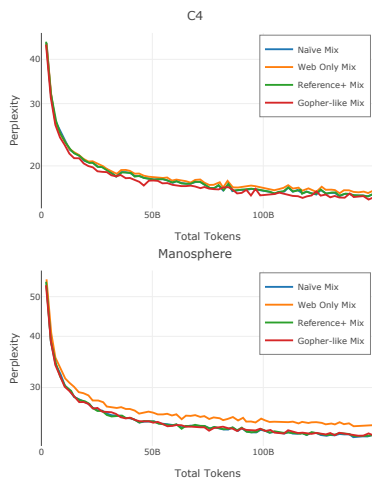 C4
Perplexity
40
30
20
0
50B
100B
Total Tokens
Naïve Mix
Web Only Mix
Reference+ Mix
Gopher-like Mix
Manosphere
Perplexity
50
40
30
0
50B
100B
Total Tokens
Naïve Mix
Web Only Mix
Reference+ Mix
Gopher-like Mix